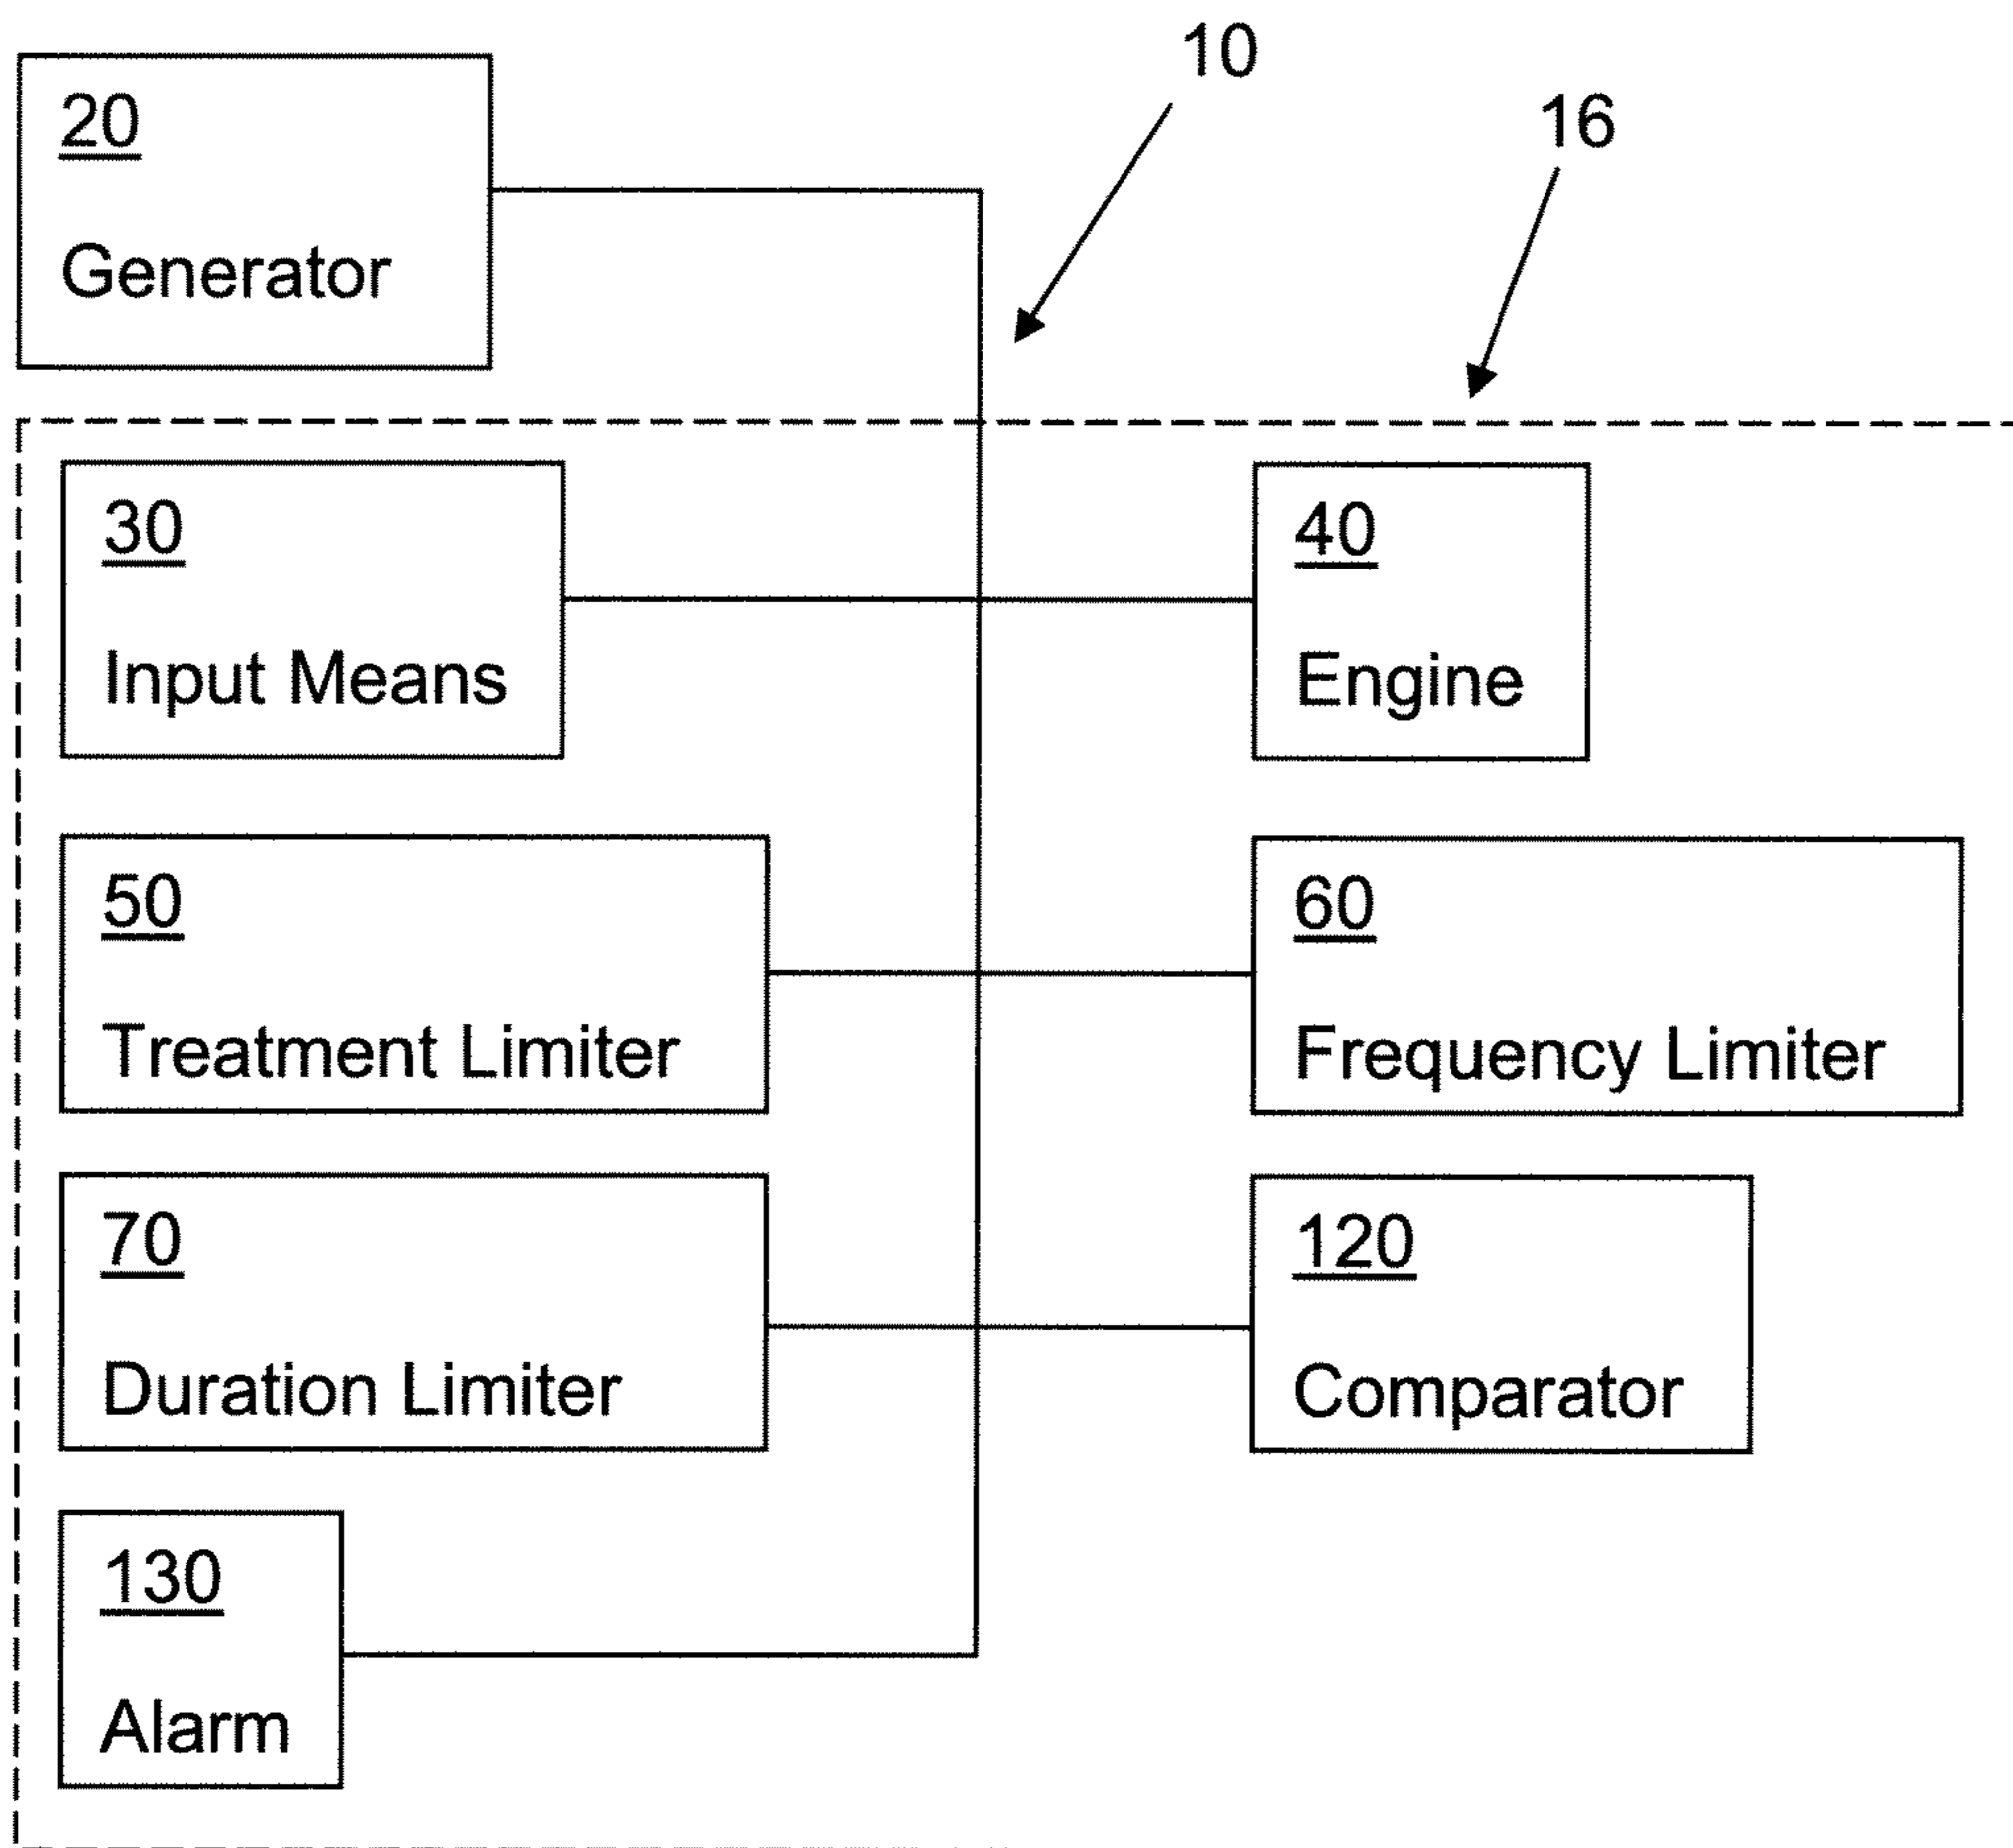 10
16
20
Generator
30
Input Means
40
Engine
50
Treatment Limiter
60
Frequency Limiter
70
Duration Limiter
120
Comparator
130
Alarm